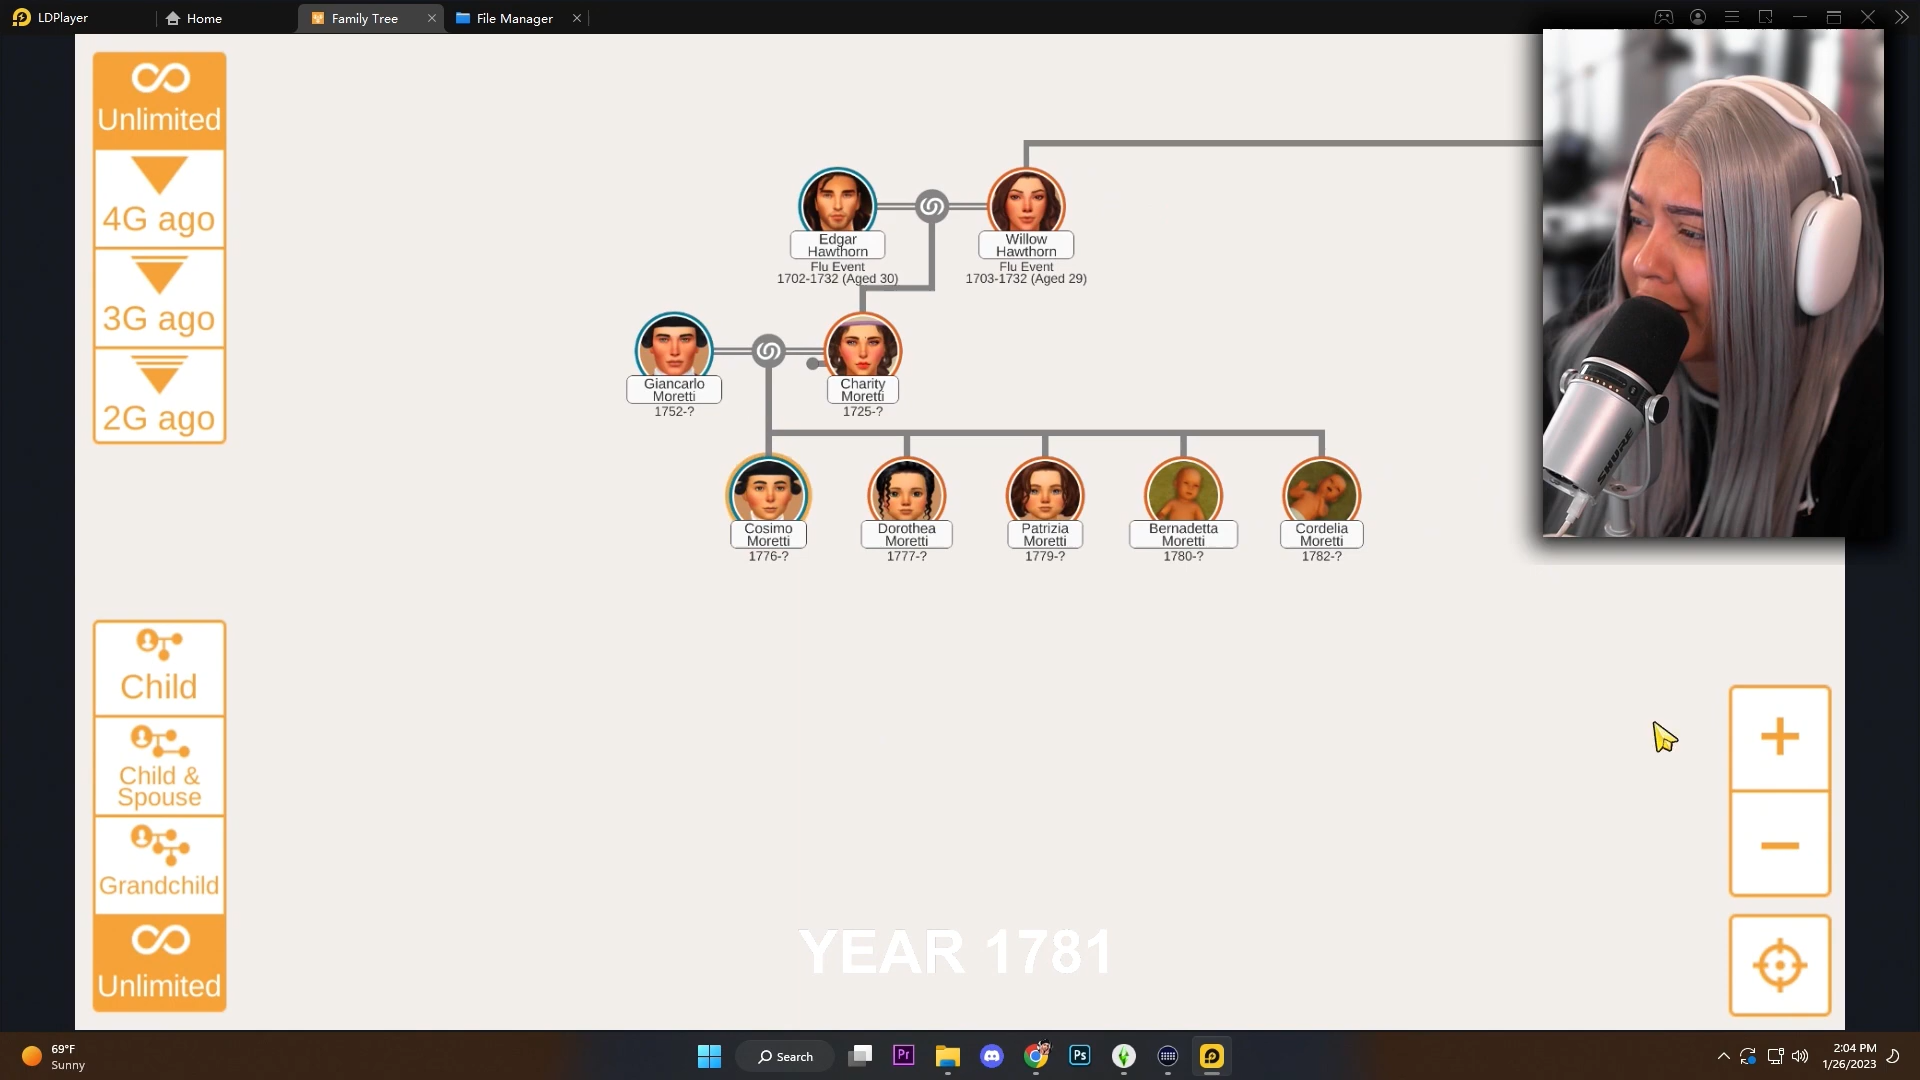 LDPlayer
Home
Family Tree
File Manager
Unlimited
4G ago
3G ago
2G ago
Edgar
Hawthorn
Flu Event
1702-1732 (Aged 30)
Willow
Hawthorn
Flu Event
1703-1732 (Aged 29)
Giancarlo
Moretti
1752-?
Charity
Moretti
1725-?
Cosimo
Moretti
1776-?
Dorothea
Moretti
1777-?
Patrizia
Moretti
1779-?
Bernadetta
Moretti
1780-?
Cordelia
Moretti
1782-?
SHURE
Child
Child &
Spouse
Grandchild
Unlimited
YEAR 1781
69°F
Sunny
Search
Pr
Ps
2:04 PM
1/26/2023